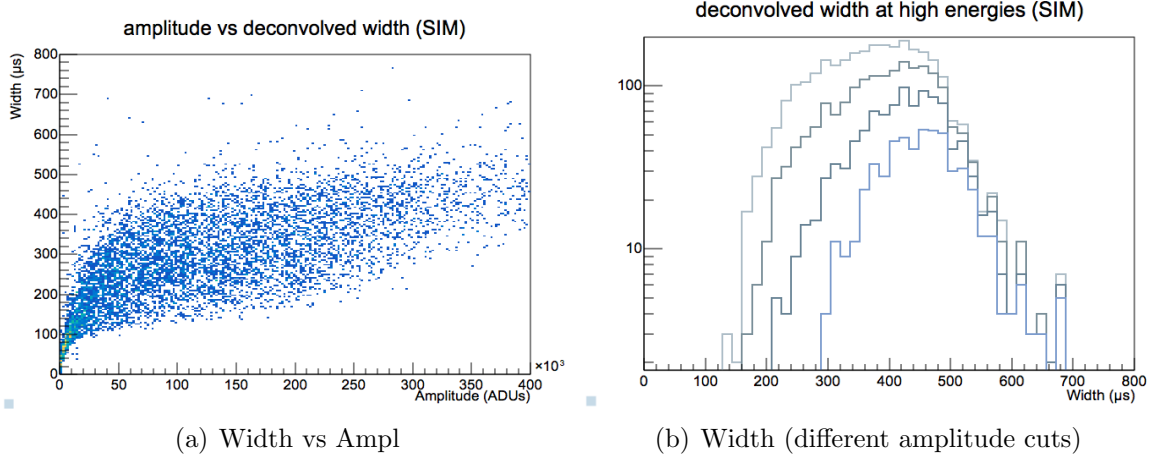 amplitude vs deconvolved width (SIM)
Width (μs)
800
700
600
500
400
300
200
100
0
0 50 100 150 200 250 300 350 400
×10³
Amplitude (ADUs)
(a) Width vs Ampl
deconvolved width at high energies (SIM)
100
10
0 100 200 300 400 500 600 700 800
Width (μs)
(b) Width (different amplitude cuts)